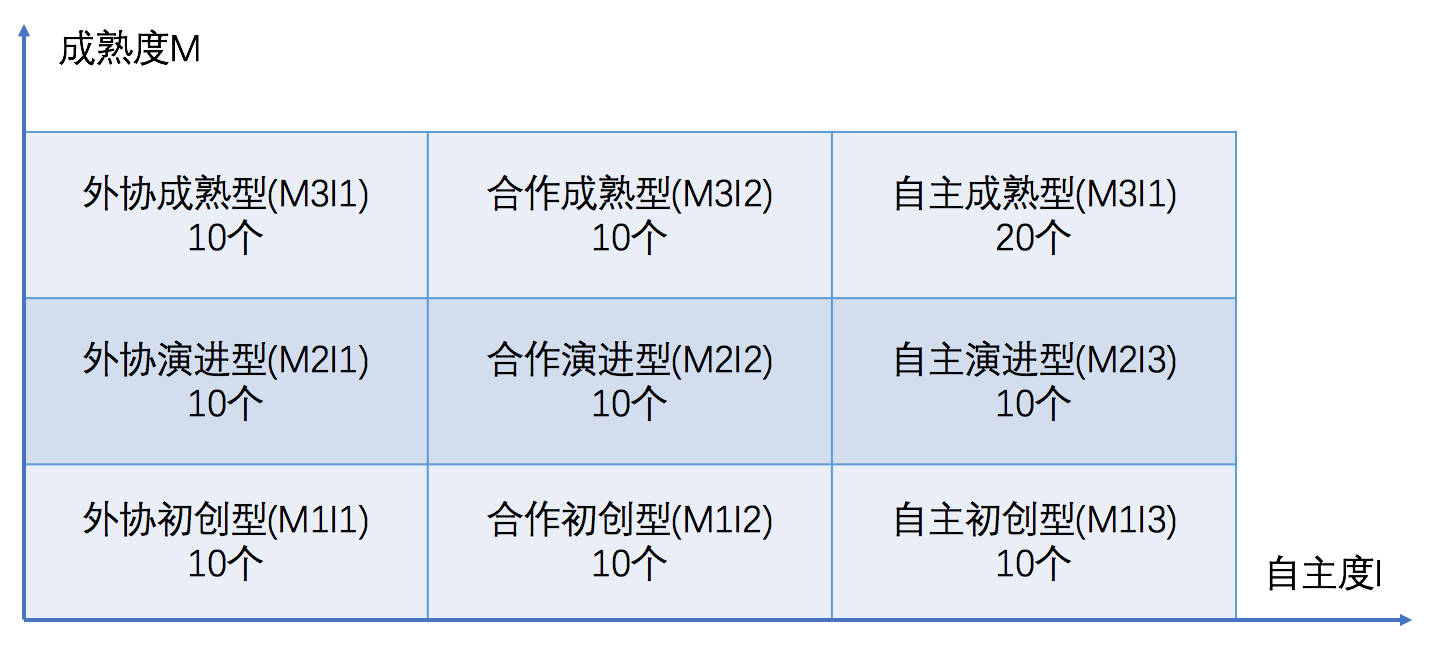 成熟度M
外协成熟型(M3I1)
10个
合作成熟型(M3I2)
10个
自主成熟型(M3I1)
20个
外协演进型(M2I1)
10个
合作演进型(M2I2)
10个
自主演进型(M2I3)
10个
外协初创型(M1I1)
10个
合作初创型(M1I2)
10个
自主初创型(M1I3)
10个
自主度I